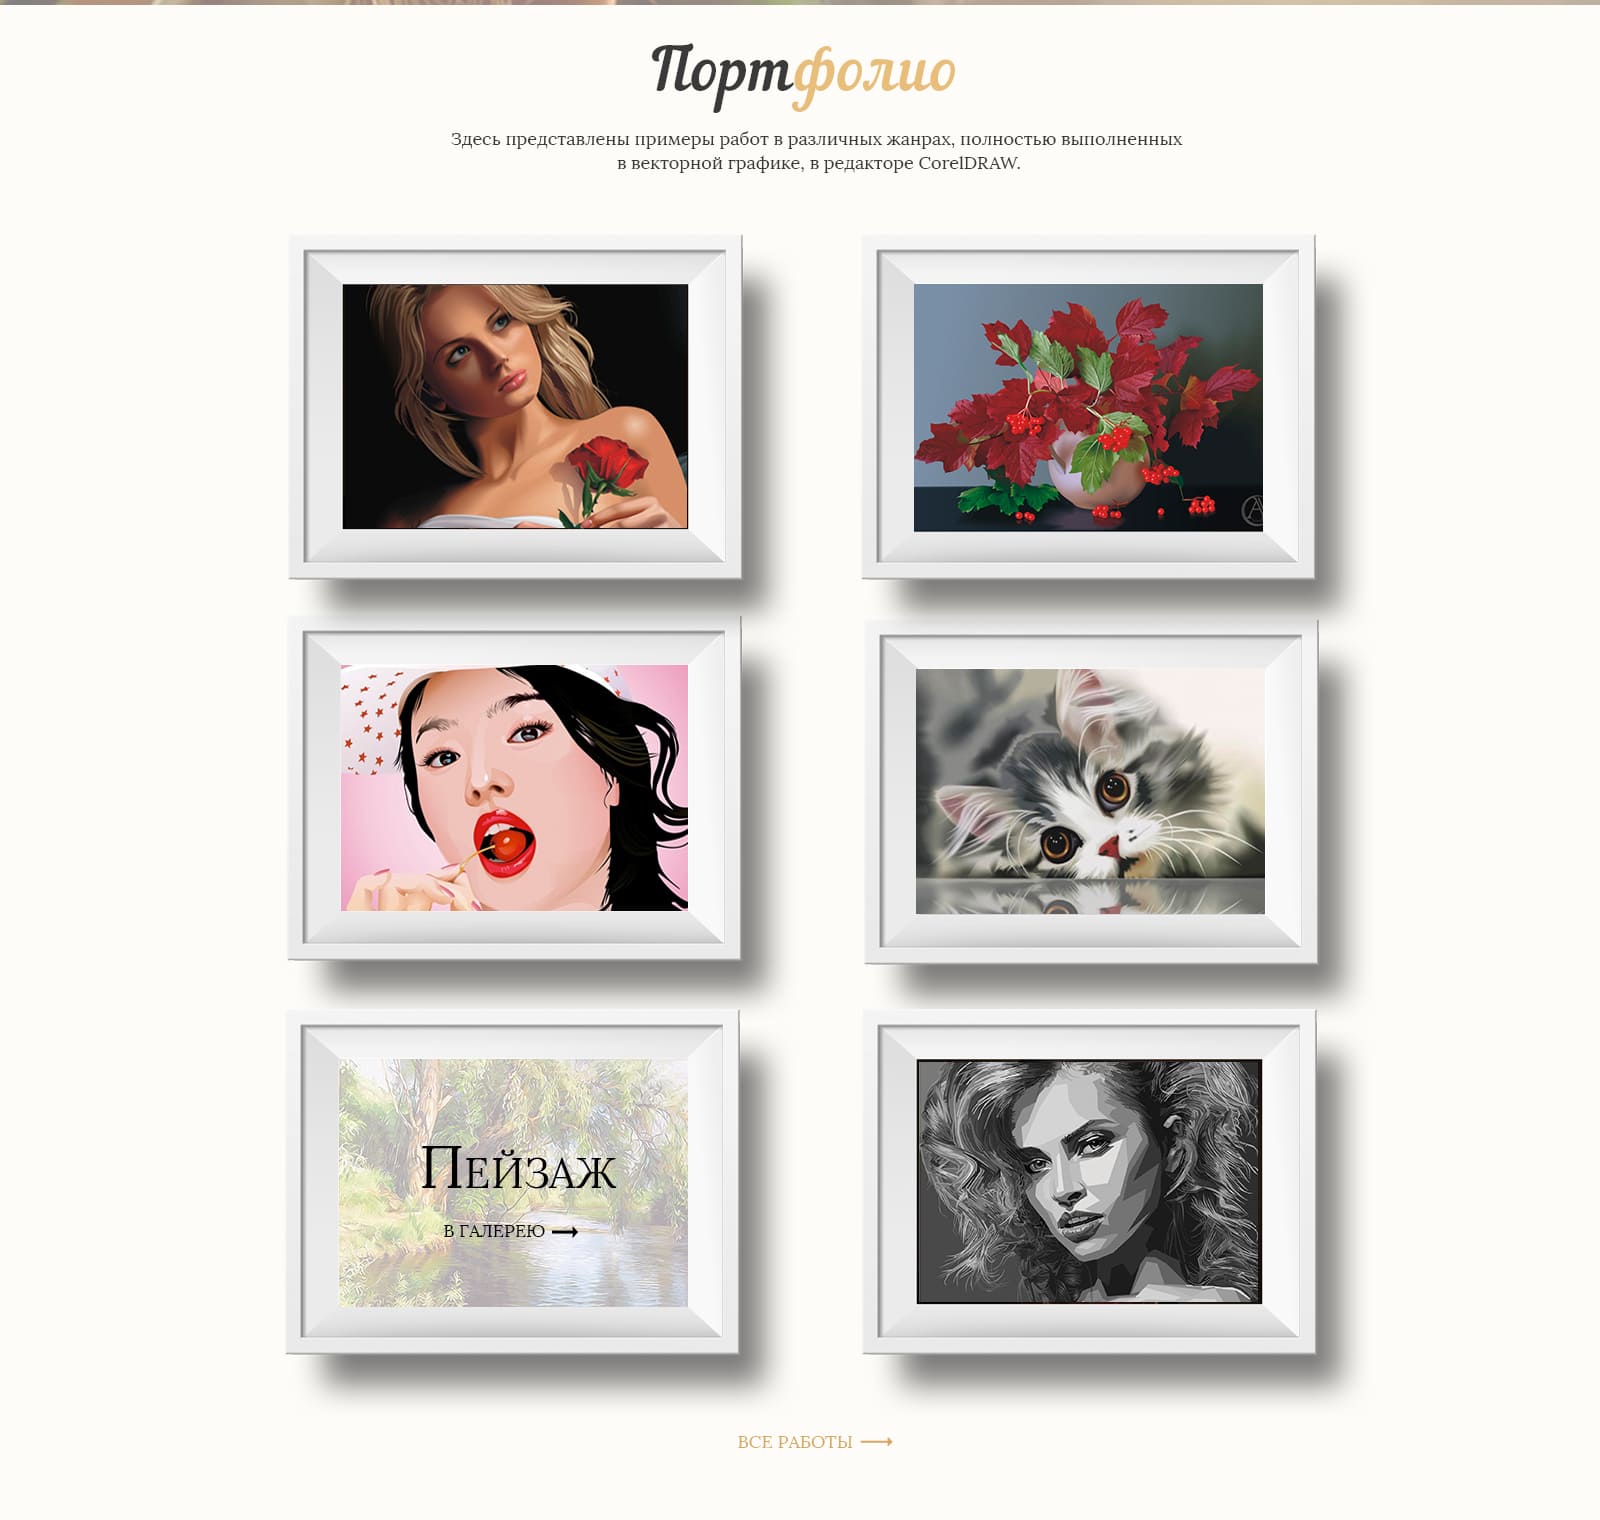 Портфолио
Здесь представлены примеры работ в различных жанрах, полностью выполненных
в векторной графике, в редакторе CorelDRAW.
Пейзаж
В ГАЛЕРЕЮ
ВСЕ РАБОТЫ